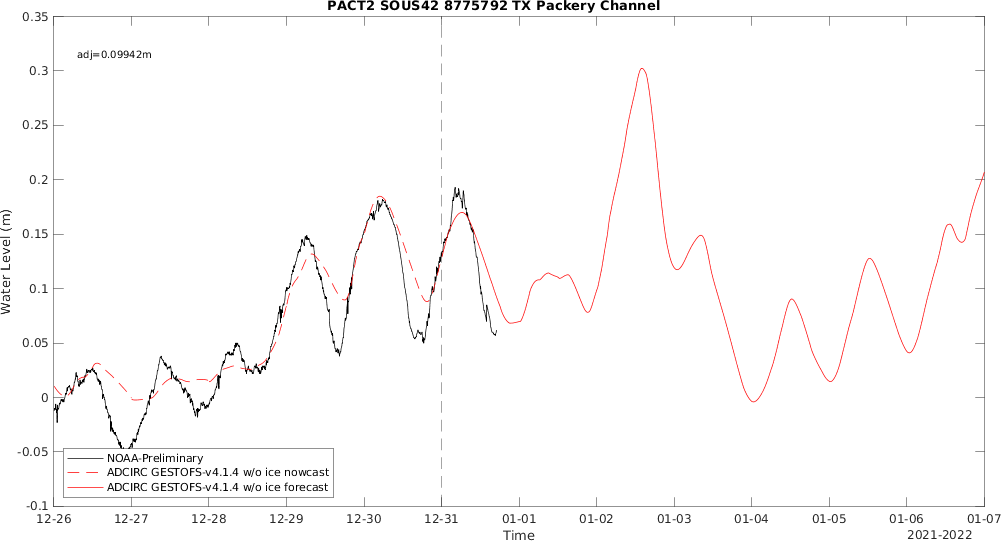 PACT2 SOUS42 8775792 TX Packery Channel
adj=0.09942m
0.35
0.3
0.25
0.2
0.15
0.1
0.05
0
-0.05
-0.1
Water Level (m)
NOAA-Preliminary
ADCIRC GESTOFS-v4.1.4 w/o ice nowcast
ADCIRC GESTOFS-v4.1.4 w/o ice forecast
12-26 12-27 12-28 12-29 12-30 12-31 01-01 01-02 01-03 01-04 01-05 01-06 01-07
Time
2021-2022